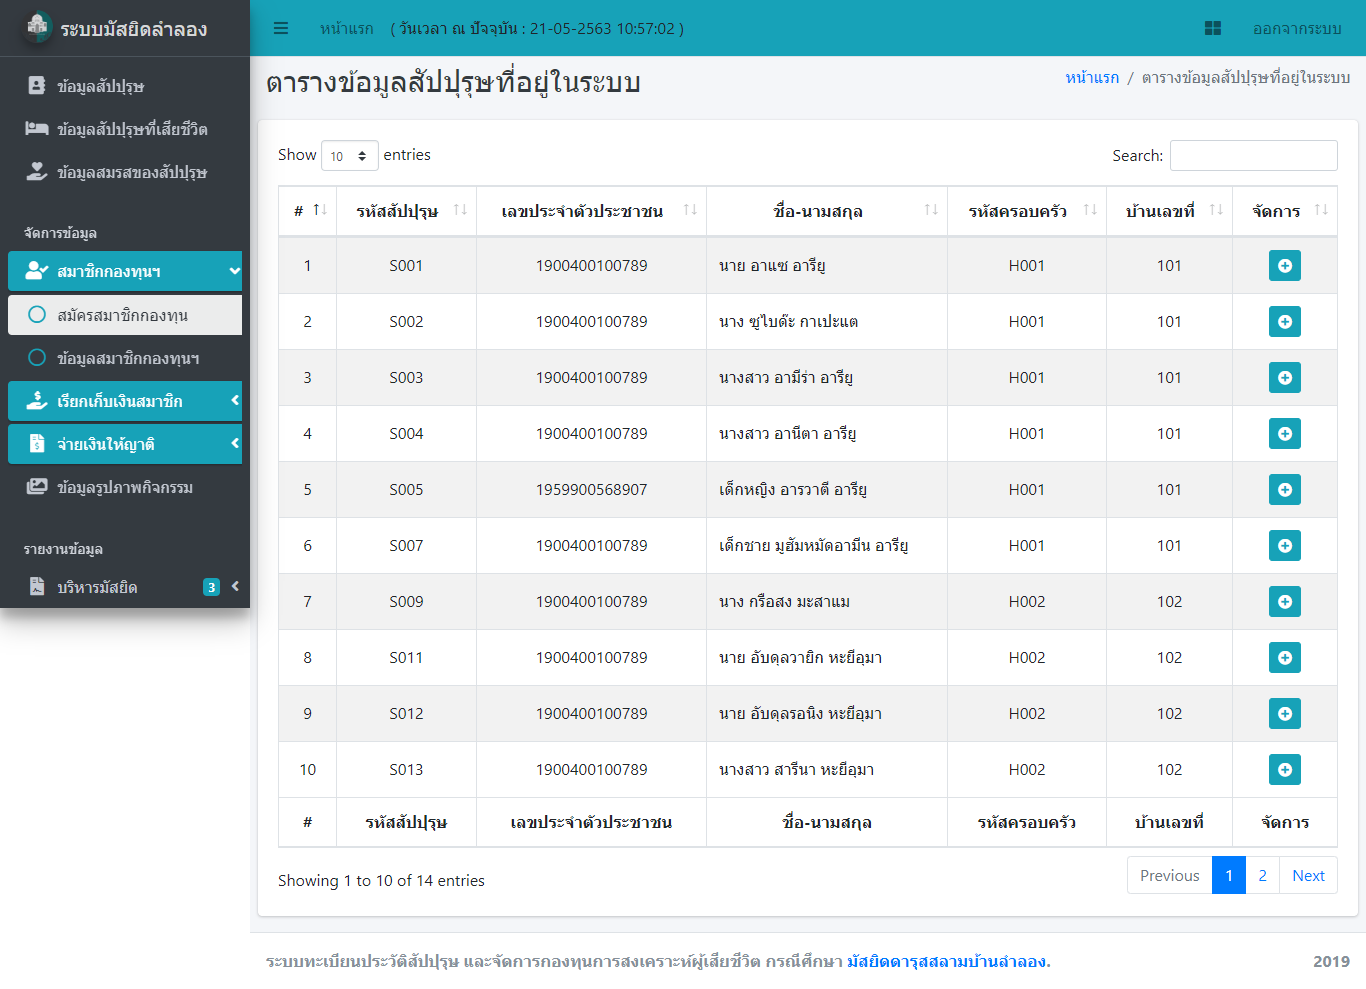 ระบบมัสยิดลำลอง
หน้าแรก ( วันเวลา ณ ปัจจุบัน : 21-05-2563 10:57:02 ) ออกจากระบบ
ข้อมูลสัปปุรุษ
ข้อมูลสัปปุรุษที่เสียชีวิต
ข้อมูลสมรสของสัปปุรุษ
จัดการข้อมูล
สมาชิกกองทุนฯ
สมัครสมาชิกกองทุน
ข้อมูลสมาชิกกองทุนฯ
เรียกเก็บเงินสมาชิก
จ่ายเงินให้ญาติ
ข้อมูลรูปภาพกิจกรรม
รายงานข้อมูล
บริหารมัสยิด 3
ตารางข้อมูลสัปปุรุษที่อยู่ในระบบ
หน้าแรก / ตารางข้อมูลสัปปุรุษที่อยู่ในระบบ
Show 10 entries Search:
# รหัสสัปปุรุษ เลขประจำตัวประชาชน ชื่อ-นามสกุล รหัสครอบครัว บ้านเลขที่ จัดการ
1 S001 1900400100789 นาย อาแซ อารียู H001 101
2 S002 1900400100789 นาง ซูไบด๊ะ กาเปะแต H001 101
3 S003 1900400100789 นางสาว อามีร่า อารียู H001 101
4 S004 1900400100789 นางสาว อานีตา อารียู H001 101
5 S005 1959900568907 เด็กหญิง อารวาตี อารียู H001 101
6 S007 1900400100789 เด็กชาย มูฮัมหมัดอามีน อารียู H001 101
7 S009 1900400100789 นาง กรือสง มะสาแม H002 102
8 S011 1900400100789 นาย อับดุลวายิก หะยีอุมา H002 102
9 S012 1900400100789 นาย อับดุลรอนิง หะยีอุมา H002 102
10 S013 1900400100789 นางสาว สารีนา หะยีอุมา H002 102
# รหัสสัปปุรุษ เลขประจำตัวประชาชน ชื่อ-นามสกุล รหัสครอบครัว บ้านเลขที่ จัดการ
Showing 1 to 10 of 14 entries Previous 1 2 Next
ระบบทะเบียนประวัติสัปปุรุษ และจัดการกองทุนการสงเคราะห์ผู้เสียชีวิต กรณีศึกษา มัสยิดดารุสสลามบ้านลำลอง. 2019